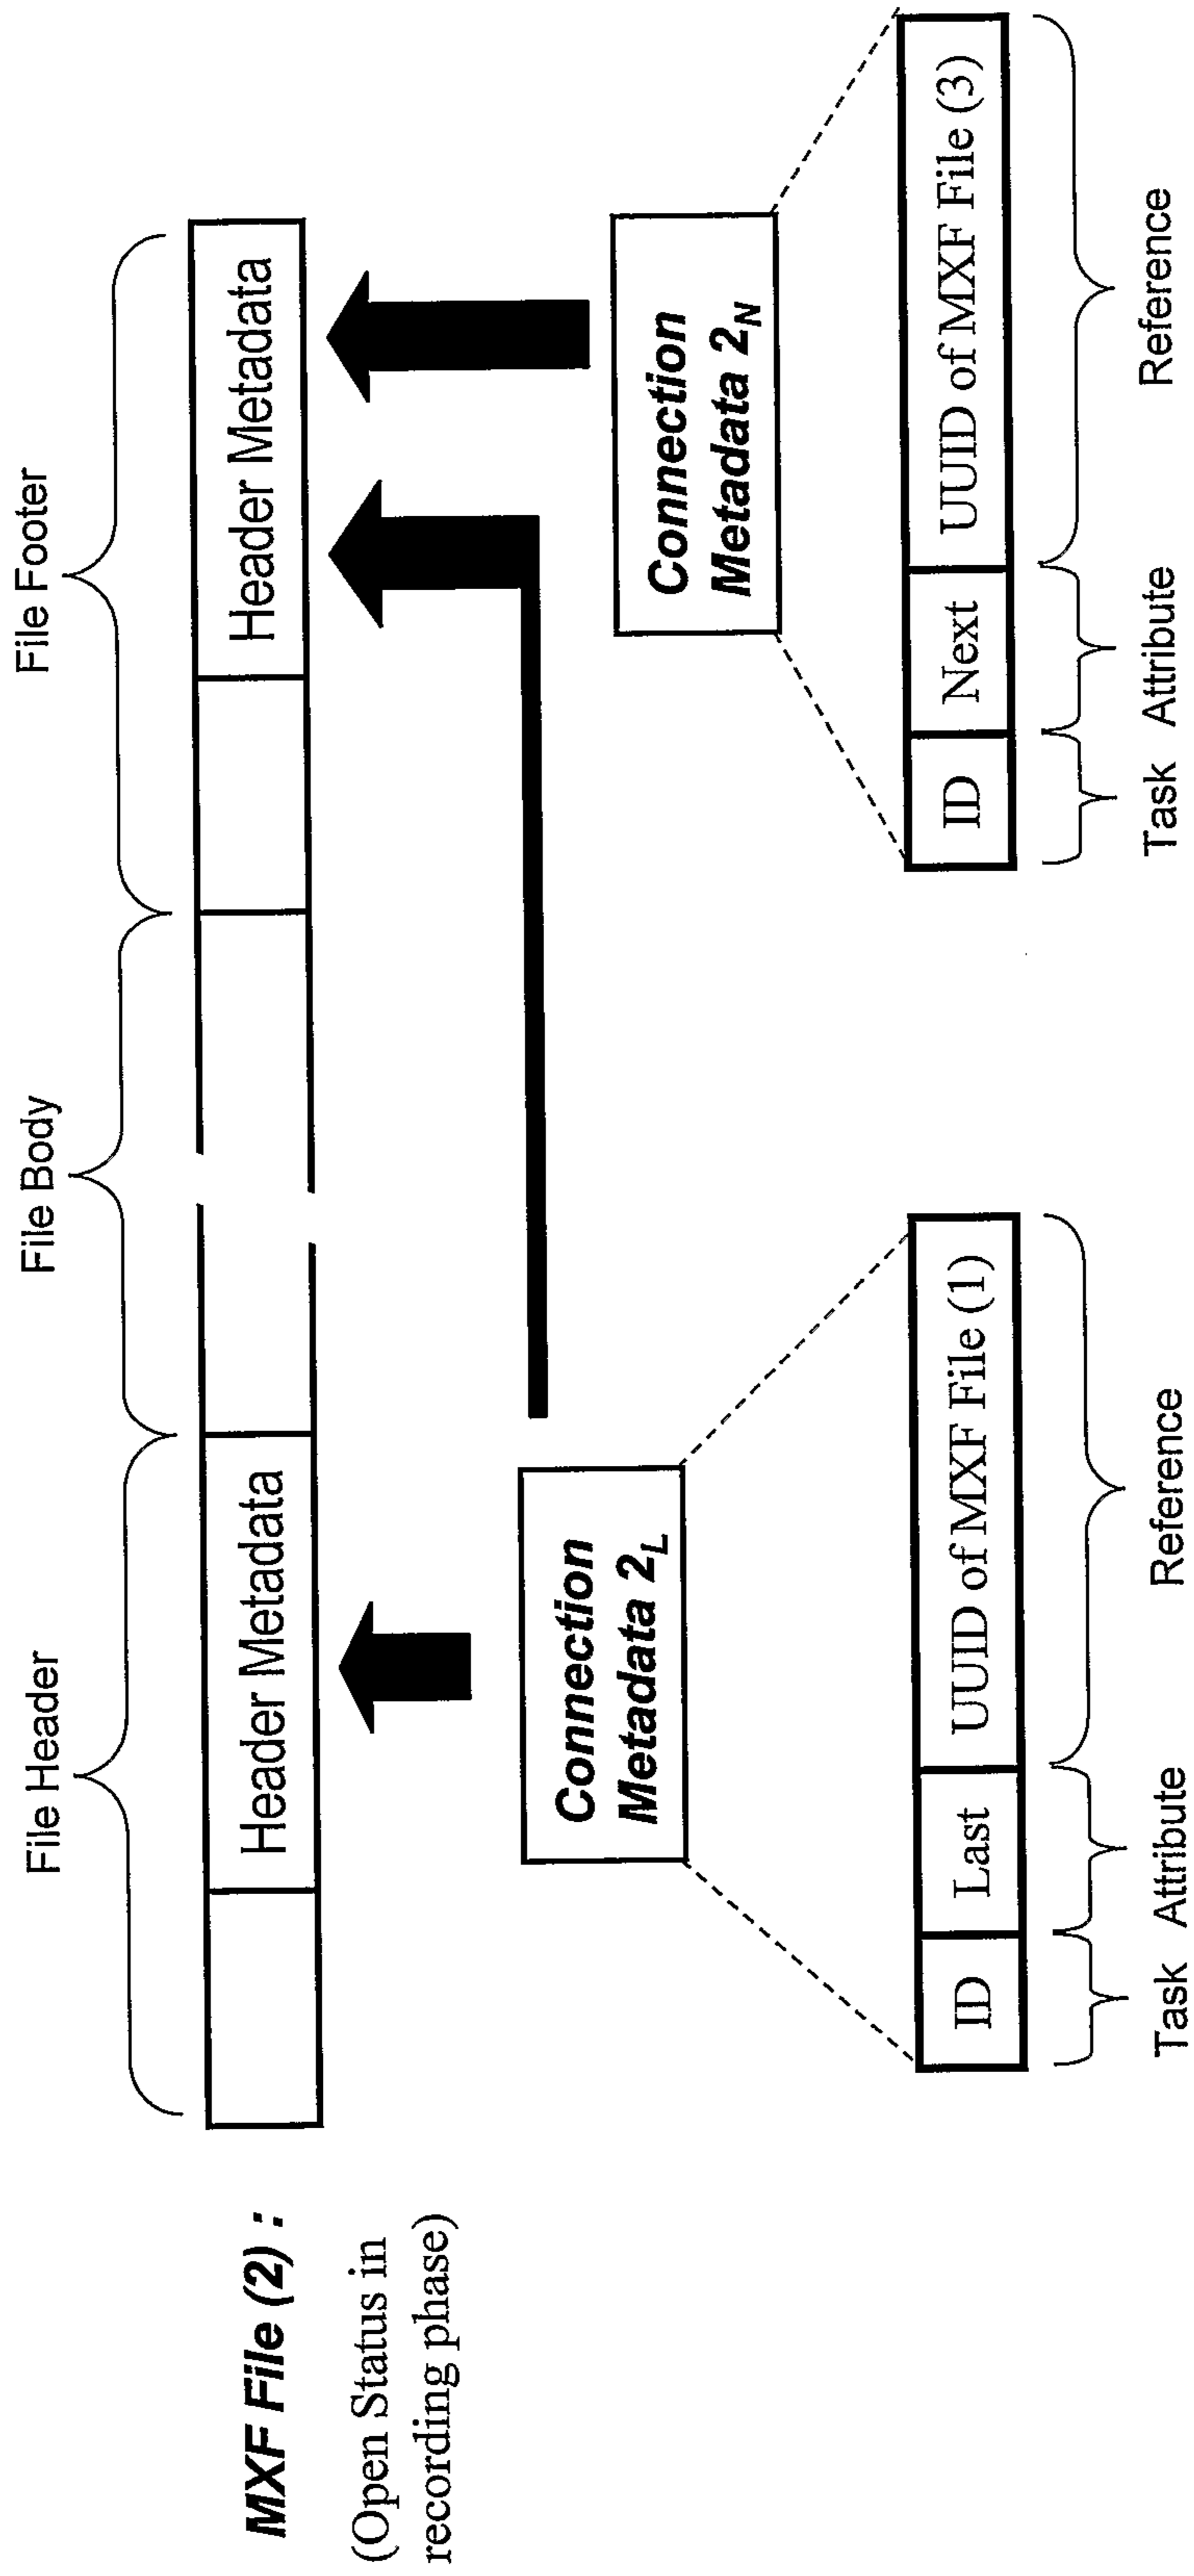 File Header
File Body
File Footer
MXF File (2) :
Header Metadata
Header Metadata
(Open Status in
recording phase)
Connection
Metadata 2L
Connection
Metadata 2N
ID
Last
UUID of MXF File (1)
ID
Next
UUID of MXF File (3)
Task
Attribute
Reference
Task
Attribute
Reference